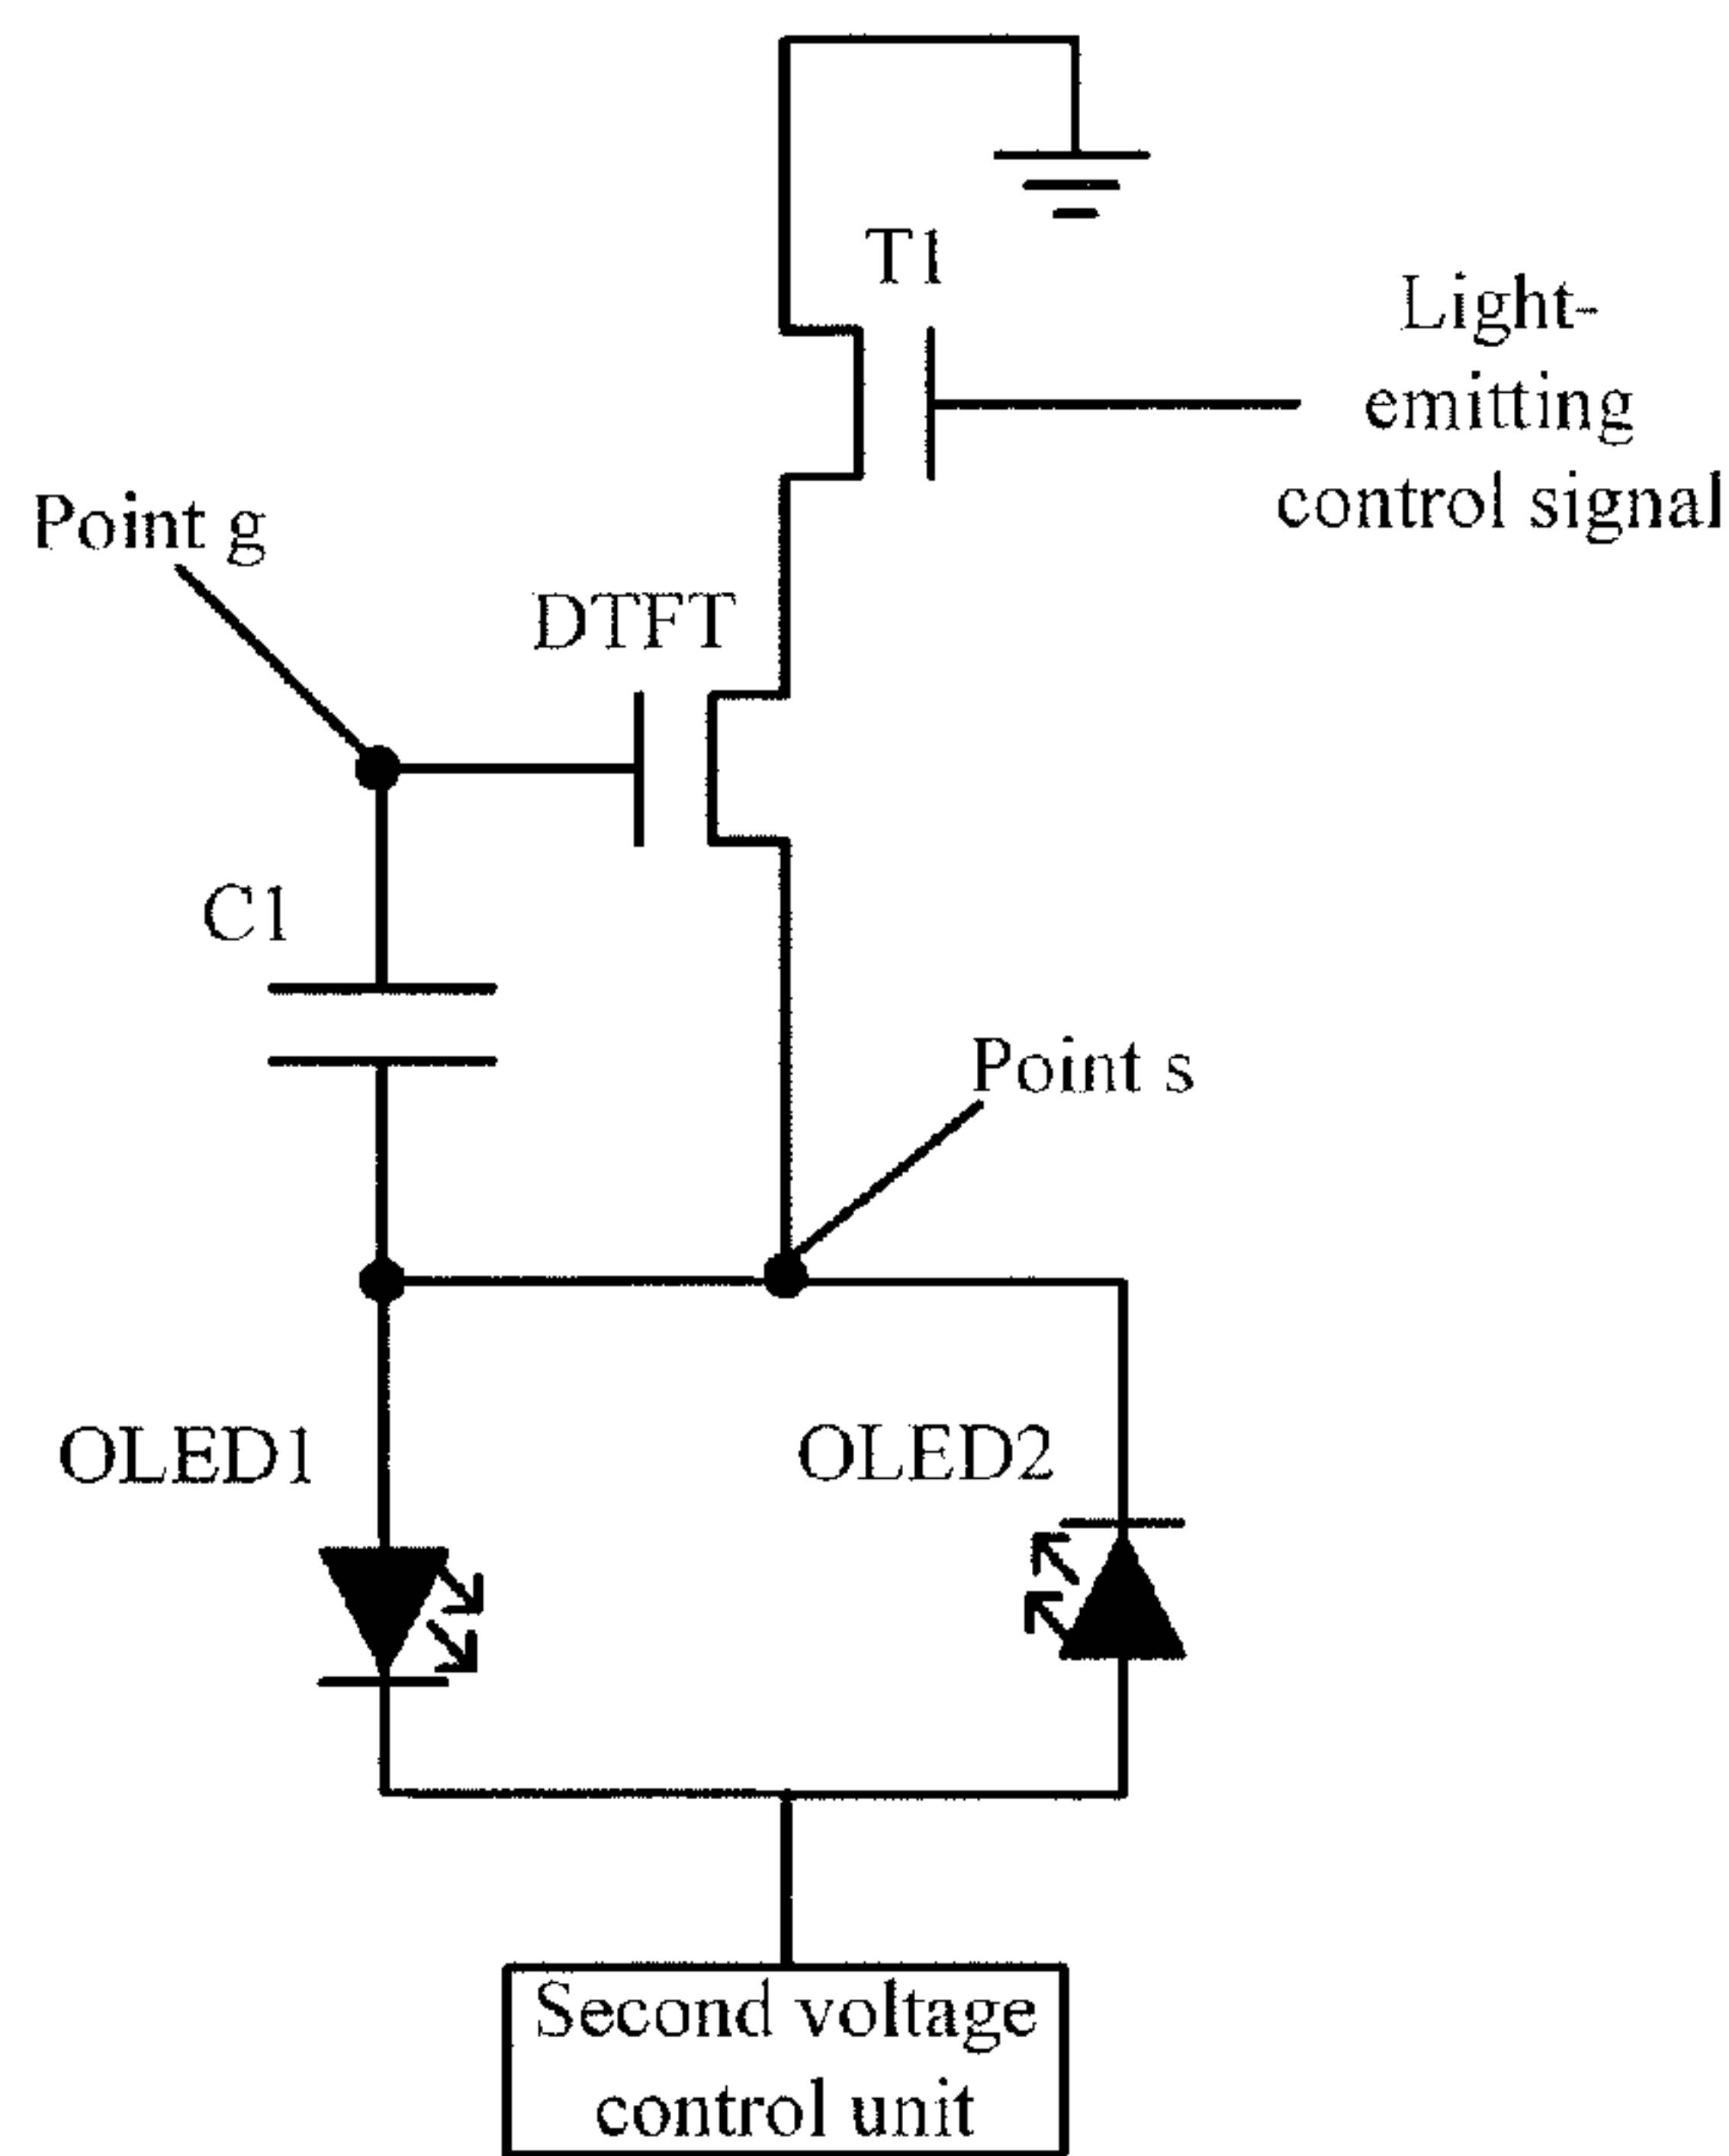 T1
Light-
emitting
control signal
Point g
DTFT
C1
Point s
OLED1
OLED2
Second voltage
control unit